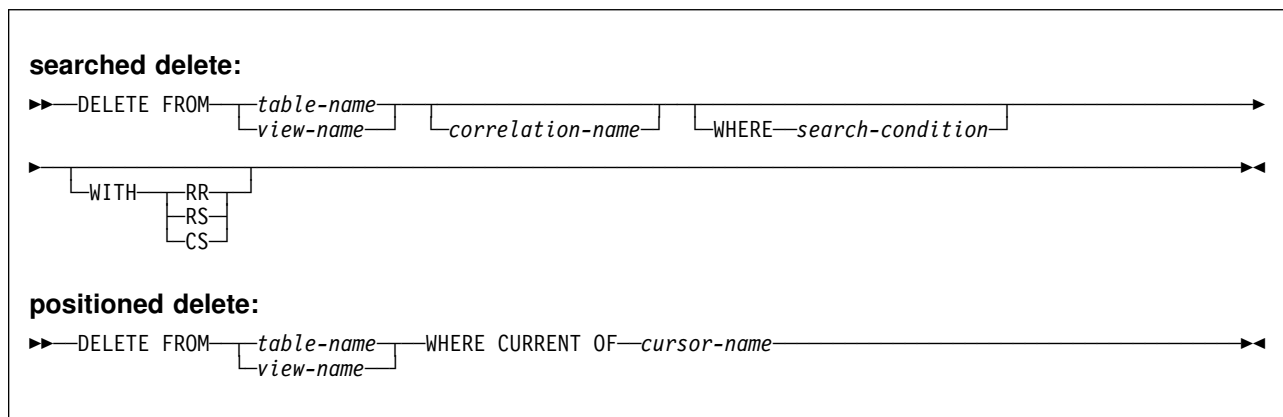 searched delete:
DELETE FROM table-name correlation-name WHERE search-condition
view-name
WITH RR
RS
CS
positioned delete:
DELETE FROM table-name WHERE CURRENT OF cursor-name
view-name